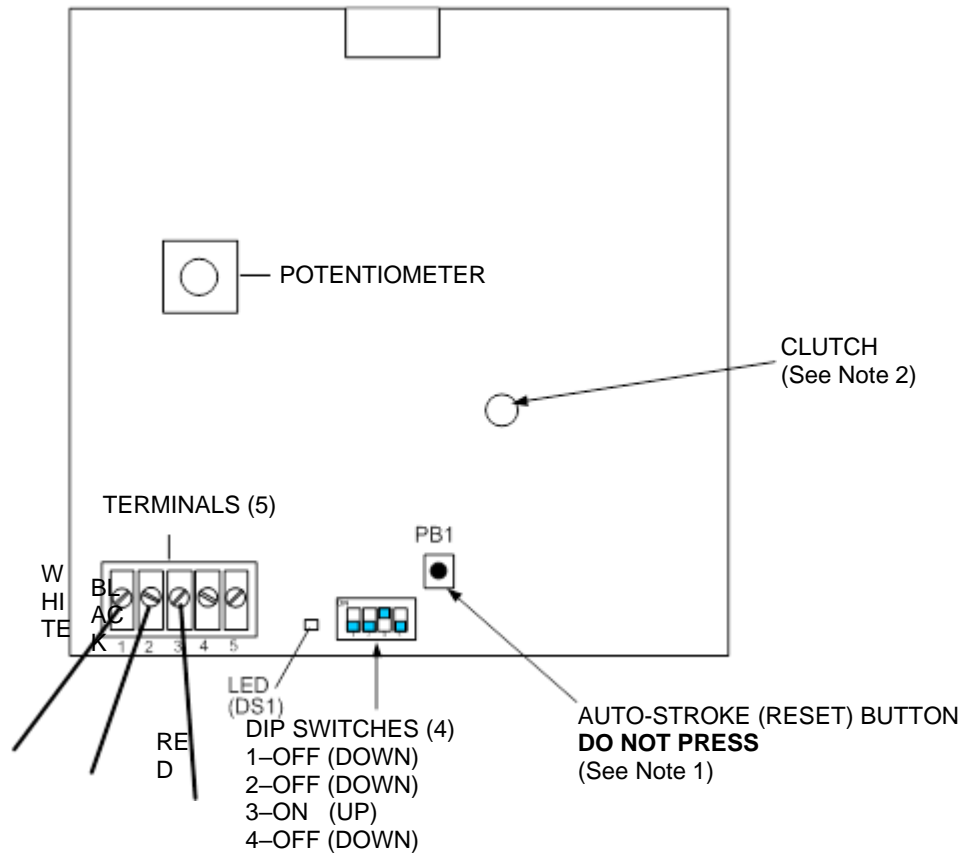 POTENTIOMETER
CLUTCH
(See Note 2)
TERMINALS (5)
PB1
W
HI
TE
BL
AC
K
1 2 3 4 5
LED
(DS1)
RE
D
DIP SWITCHES (4)
1–OFF (DOWN)
2–OFF (DOWN)
3–ON (UP)
4–OFF (DOWN)
AUTO-STROKE (RESET) BUTTON
DO NOT PRESS
(See Note 1)